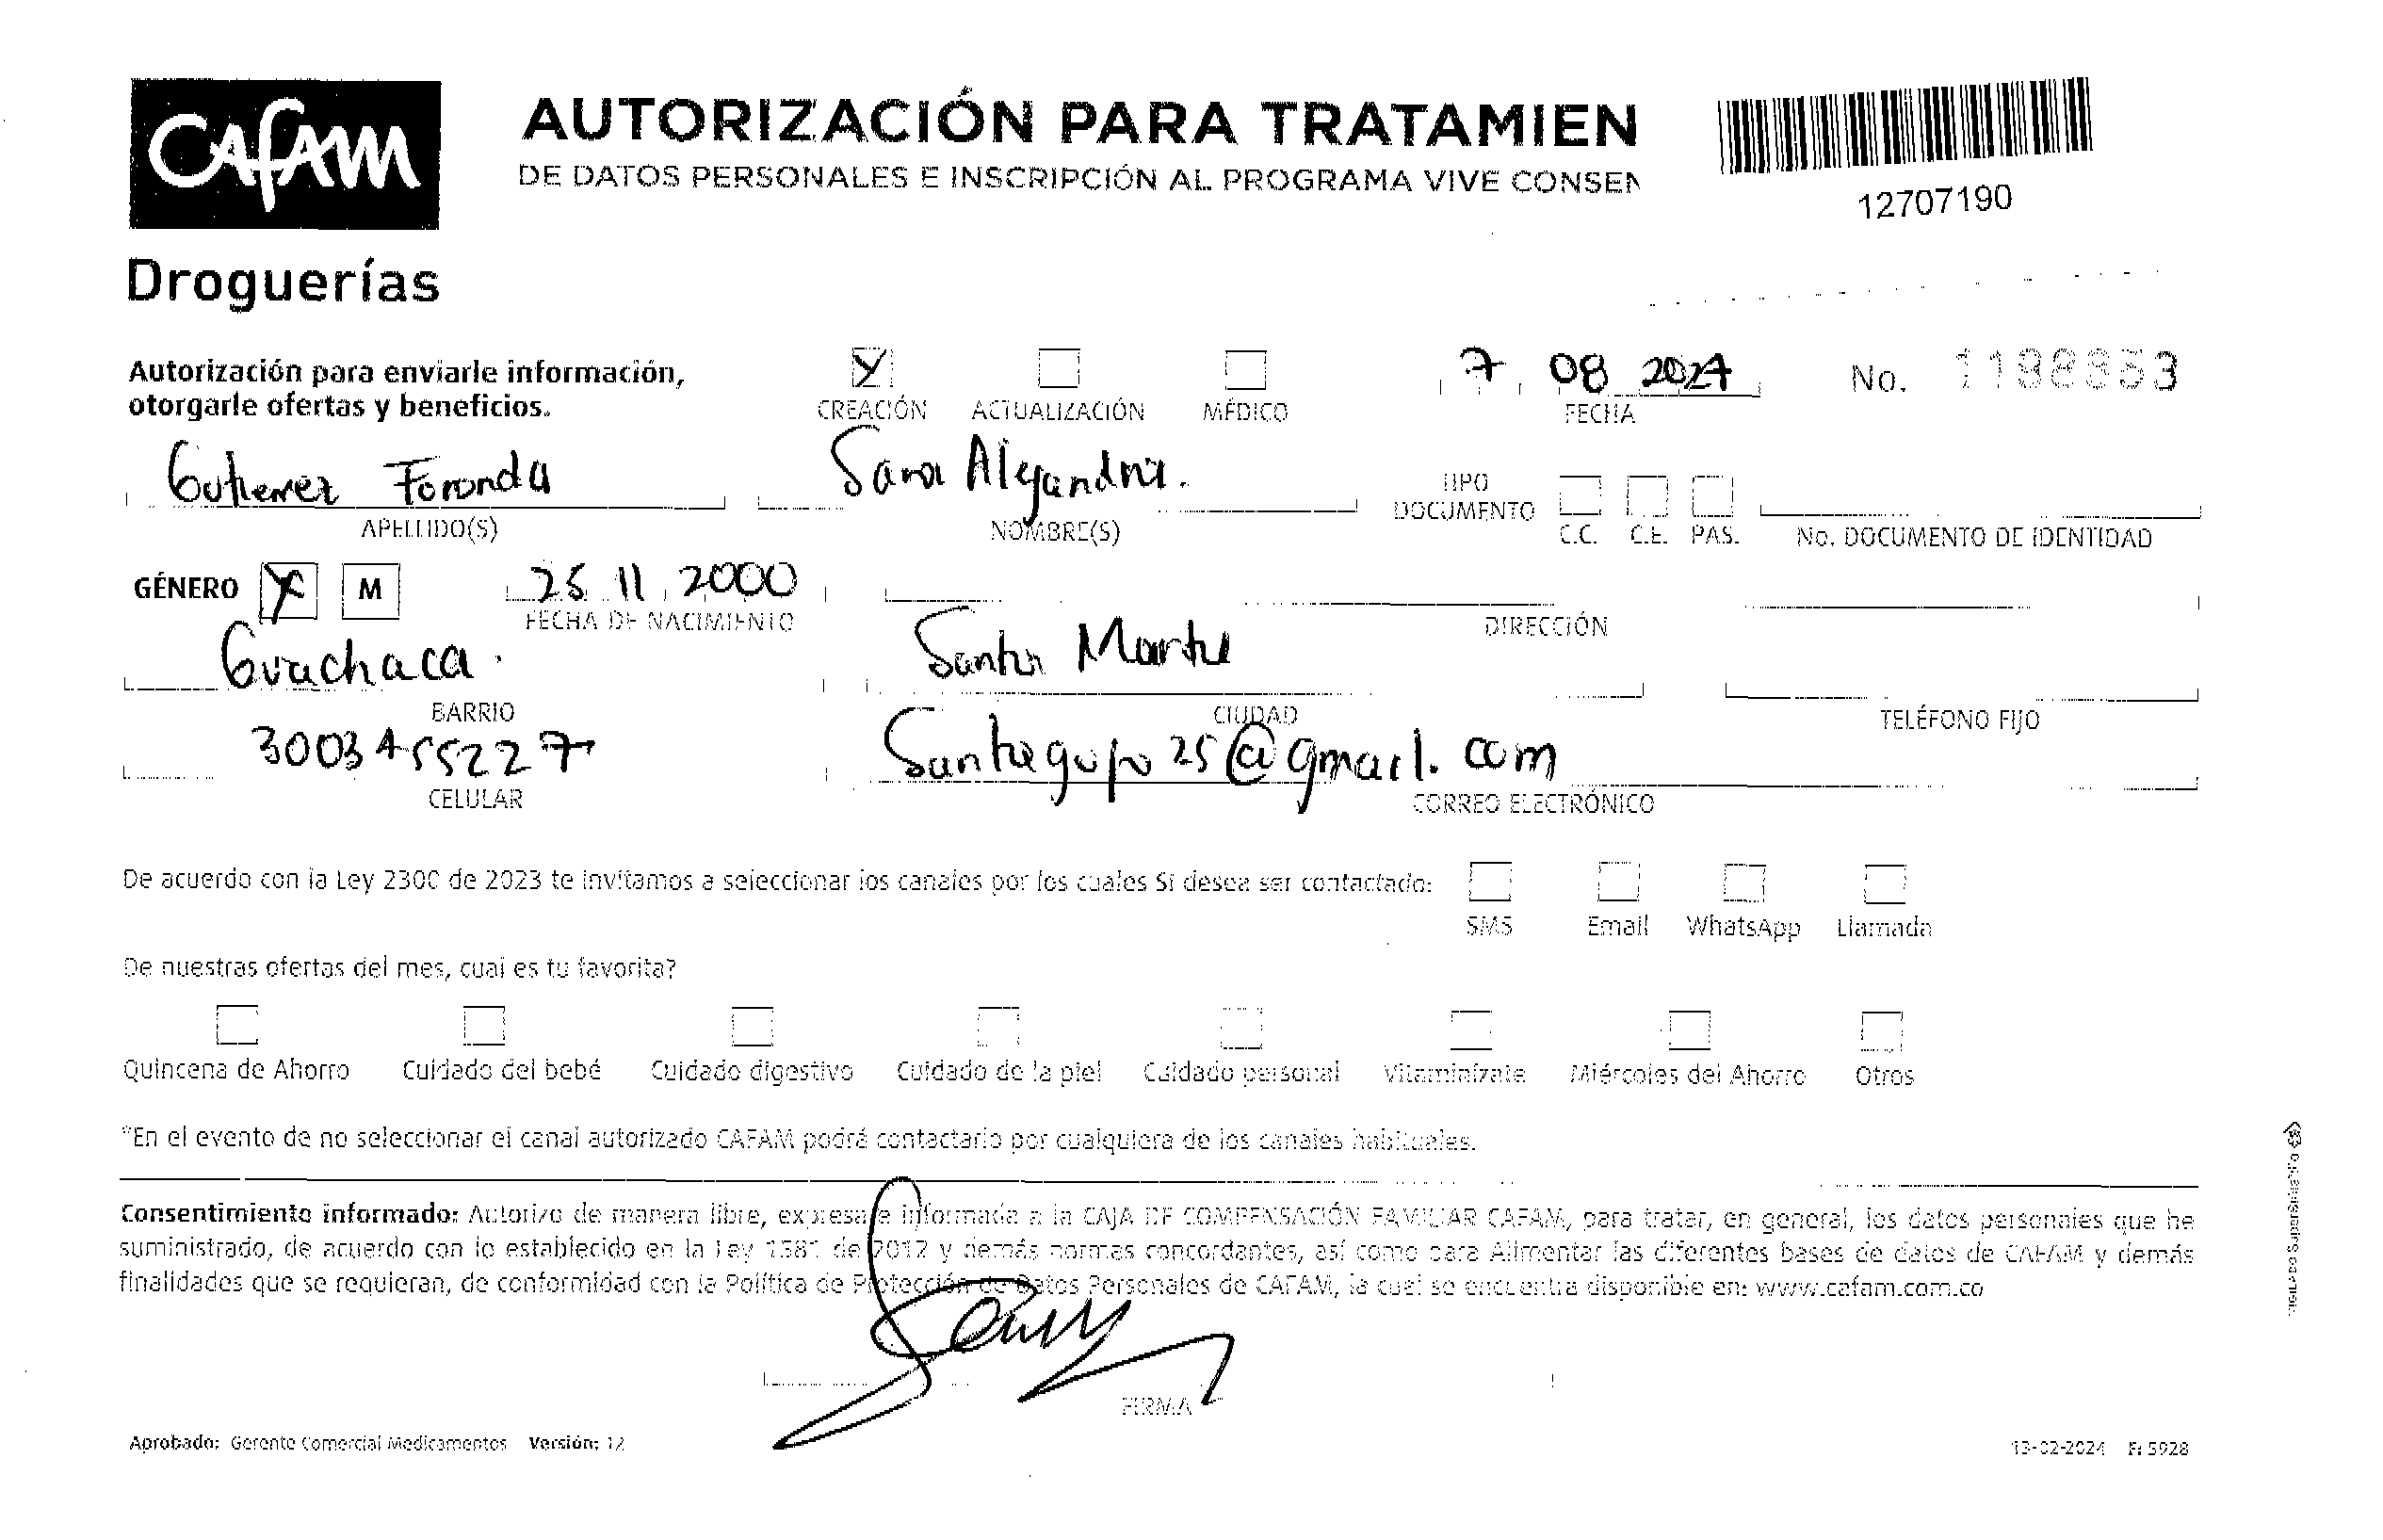 CAFAM
Droguerías
AUTORIZACIÓN PARA TRATAMIEN
DE DATOS PERSONALES E INSCRIPCIÓN AL PROGRAMA VIVE CONSEN
12707190
Autorización para enviarle información,
otorgarle ofertas y beneficios.
CREACIÓN ACTUALIZACIÓN MÉDICO
7 08 2024
FECHA
No. 1198853
Gutierrez Foronda
APELLIDO(S)
Sara Alejandra.
NOMBRE(S)
TIPO
DOCUMENTO
C.C. C.E. PAS. No. DOCUMENTO DE IDENTIDAD
GÉNERO M
25 11 2000
FECHA DE NACIMIENTO
DIRECCIÓN
Guachaca.
BARRIO
Santa Marta
CIUDAD
TELÉFONO FIJO
3003455227
CELULAR
CORREO ELECTRÓNICO
De acuerdo con la Ley 2300 de 2023 te invitamos a seleccionar los canales por los cuales Si desea ser contactado:
SMS Email WhatsApp Llamada
De nuestras ofertas del mes, cual es tu favorita?
Quincena de Ahorro Cuidado del bebé Cuidado digestivo Cuidado de la piel Cuidado personal Vitaminízate Miércoles del Ahorro Otros
*En el evento de no seleccionar el canal autorizado CAFAM podrá contactarlo por cualquiera de los canales habituales.
Consentimiento informado: Autorizo de manera libre, expresa e informada a la CAJA DE COMPENSACIÓN FAMILIAR CAFAM, para tratar, en general, los datos personales que he
suministrado, de acuerdo con lo establecido en la Ley 1581 de 2012 y demás normas concordantes, así como para Alimentar las diferentes bases de datos de CAFAM y demás
finalidades que se requieran, de conformidad con la Política de Protección de Datos Personales de CAFAM, la cual se encuentra disponible en: www.cafam.com.co
FIRMA
Aprobado: Gerente Comercial Medicamentos Versión: 12
13-02-2024 F: 5928